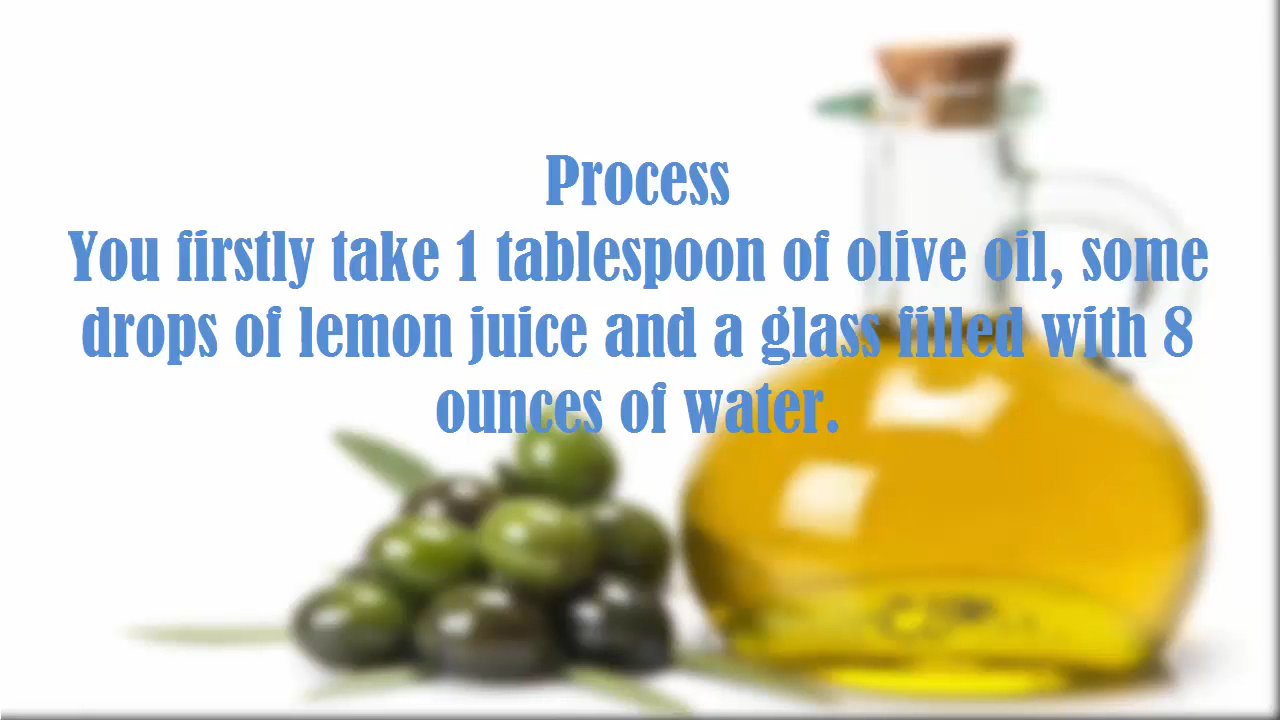 Process
You firstly take 1 tablespoon of olive oil, some
drops of lemon juice and a glass filled with 8
ounces of water.